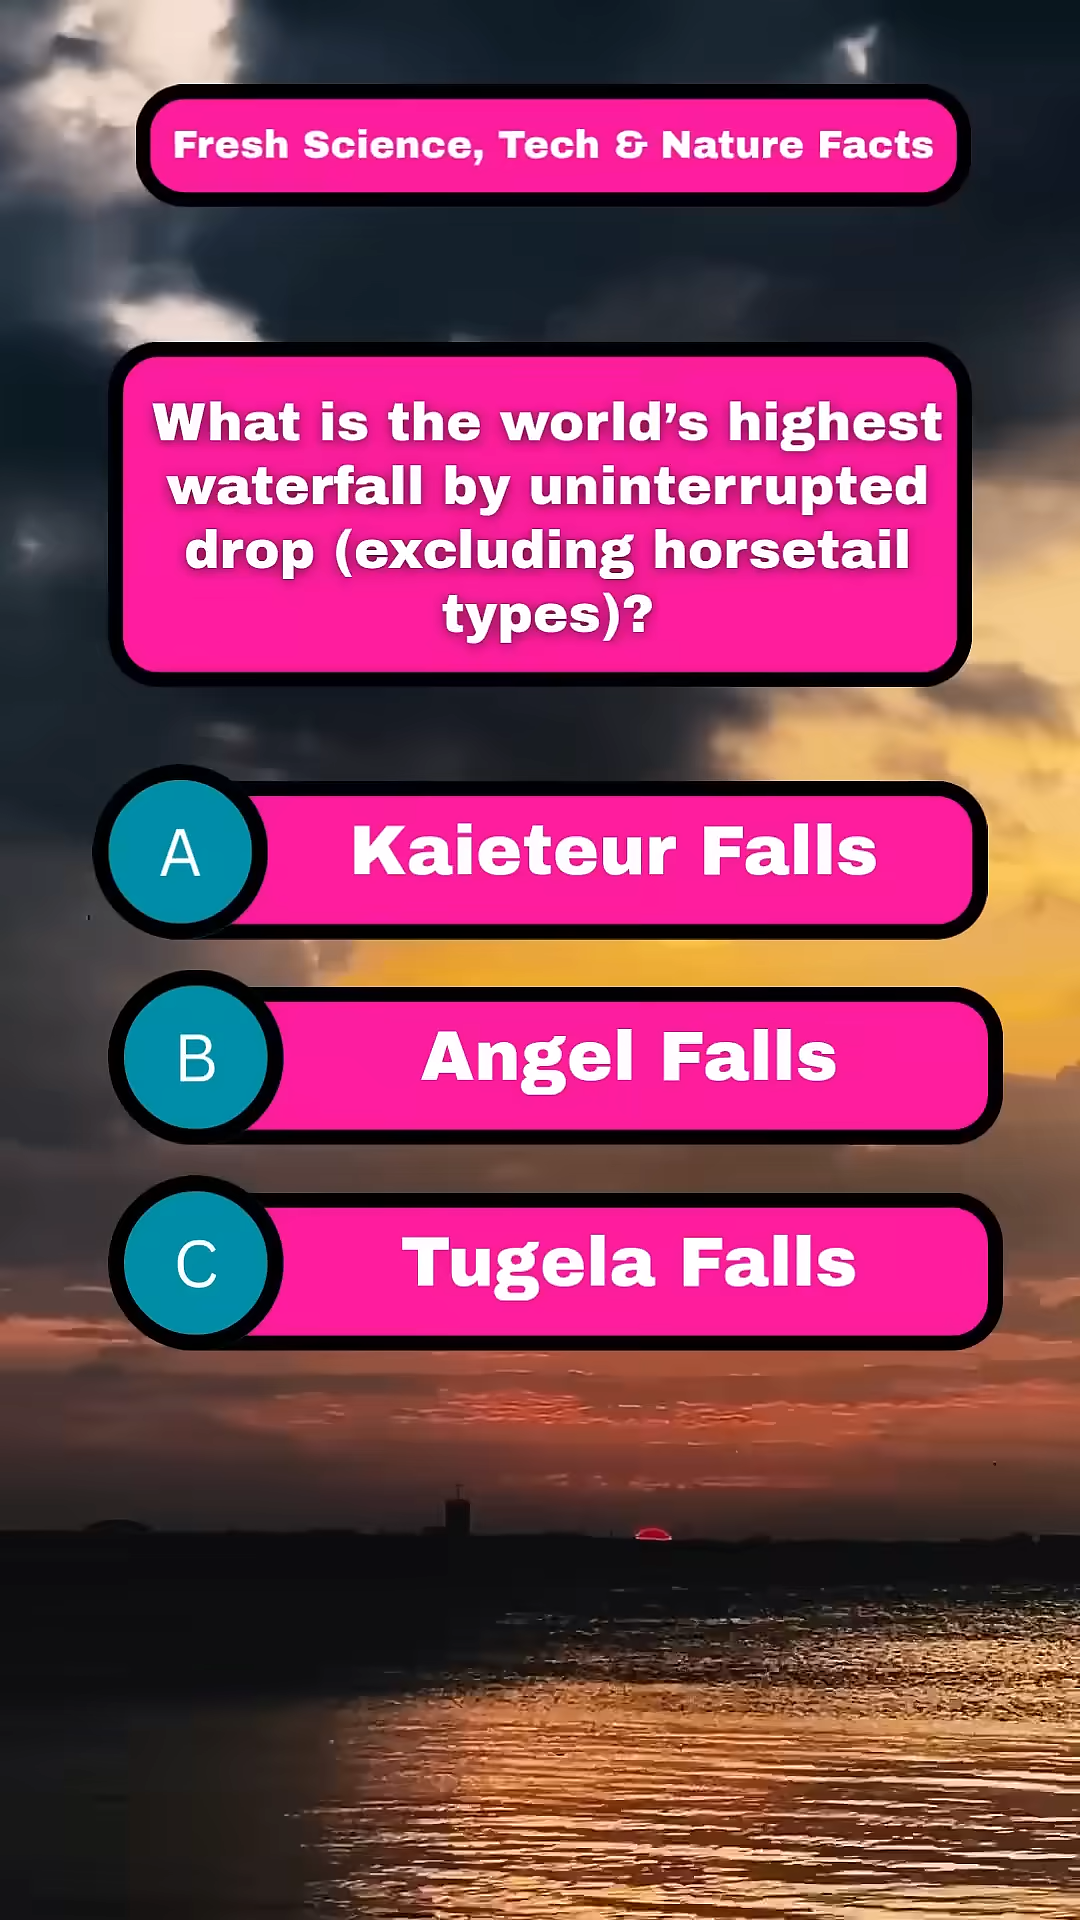 Fresh Science, Tech & Nature Facts
What is the world’s highest
waterfall by uninterrupted
drop (excluding horsetail
types)?
A
Kaieteur Falls
B
Angel Falls
C
Tugela Falls